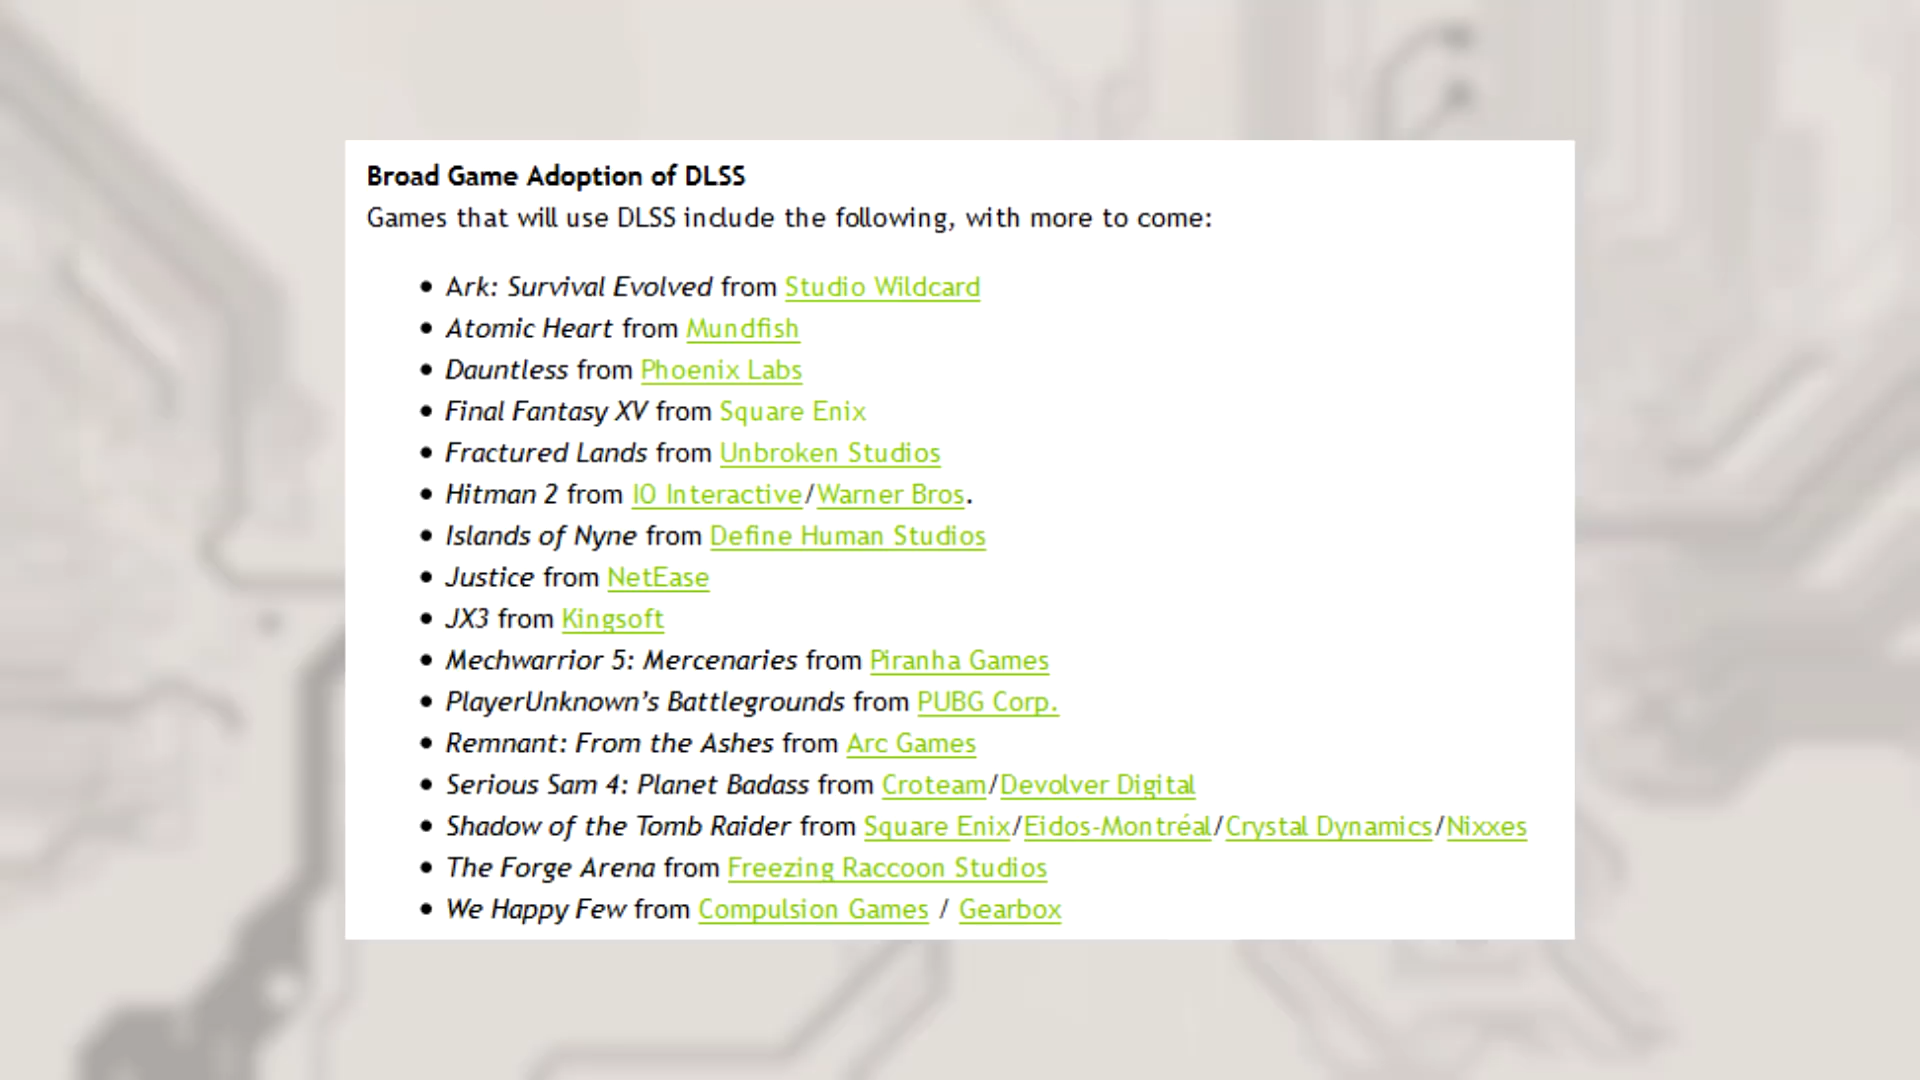 Broad Game Adoption of DLSS
Games that will use DLSS include the following, with more to come:
• Ark: Survival Evolved from Studio Wildcard
• Atomic Heart from Mundfish
• Dauntless from Phoenix Labs
• Final Fantasy XV from Square Enix
• Fractured Lands from Unbroken Studios
• Hitman 2 from IO Interactive/Warner Bros.
• Islands of Nyne from Define Human Studios
• Justice from NetEase
• JX3 from Kingsoft
• Mechwarrior 5: Mercenaries from Piranha Games
• PlayerUnknown’s Battlegrounds from PUBG Corp.
• Remnant: From the Ashes from Arc Games
• Serious Sam 4: Planet Badass from Croteam/Devolver Digital
• Shadow of the Tomb Raider from Square Enix/Eidos-Montréal/Crystal Dynamics/Nixxes
• The Forge Arena from Freezing Raccoon Studios
• We Happy Few from Compulsion Games / Gearbox